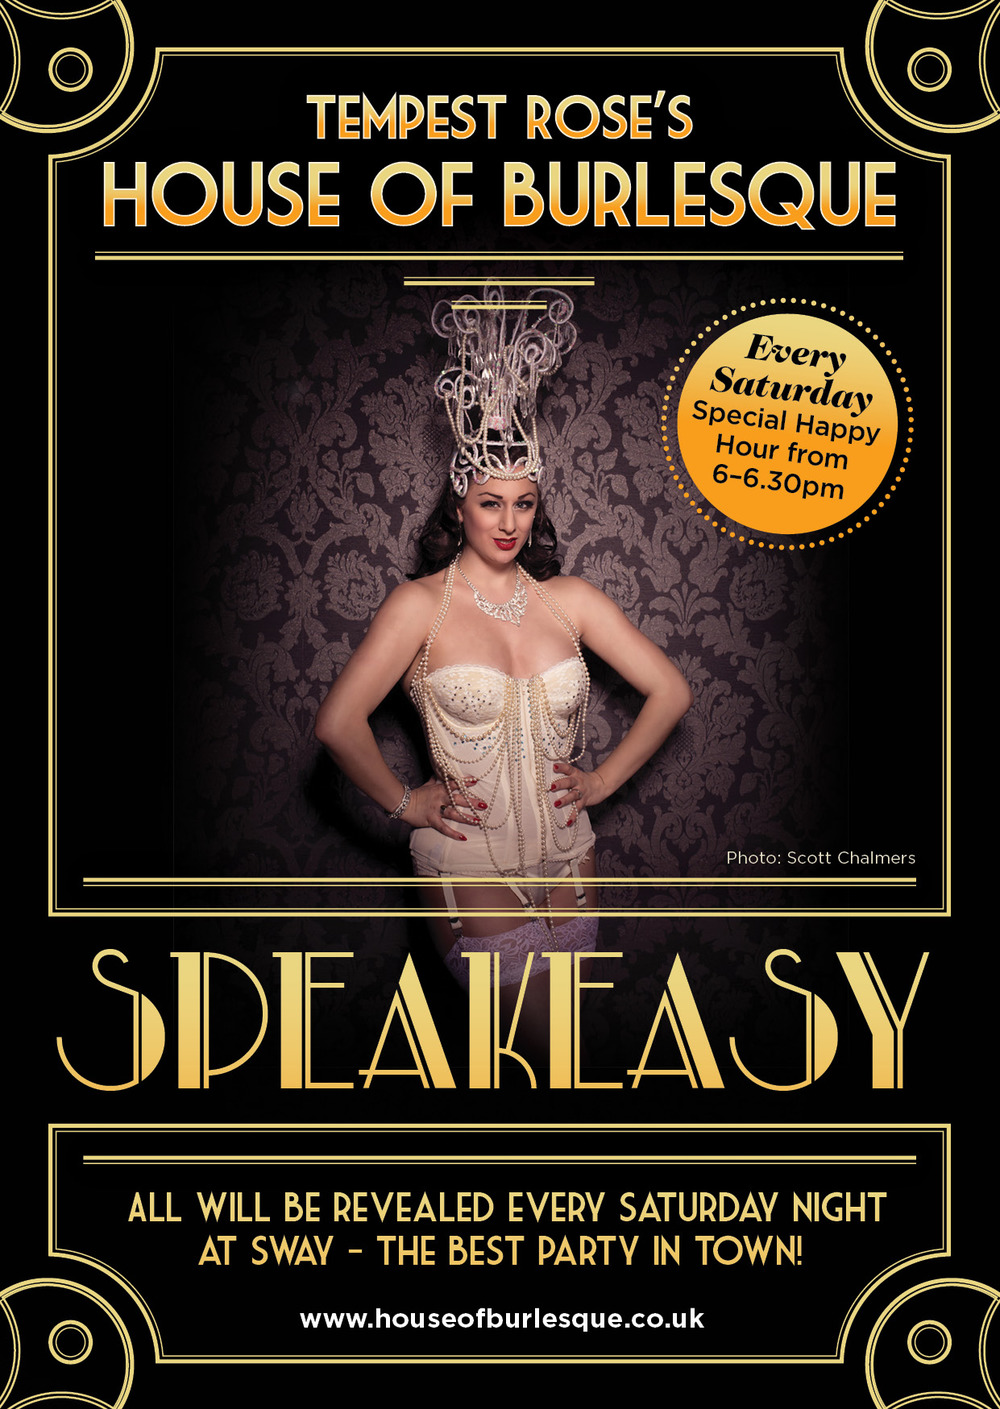 TEMPEST ROSE'S
HOUSE OF BURLESQUE
Every
Saturday
Special Happy
Hour from
6–6.30pm
Photo: Scott Chalmers
SPEAKEASY
ALL WILL BE REVEALED EVERY SATURDAY NIGHT
AT SWAY – THE BEST PARTY IN TOWN!
www.houseofburlesque.co.uk